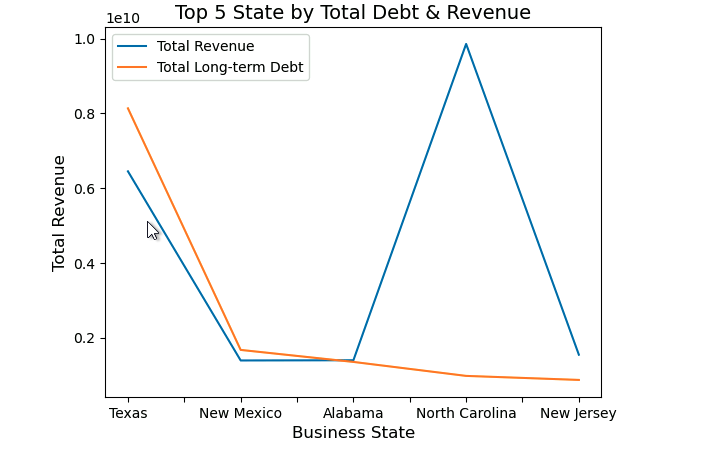 Top 5 State by Total Debt & Revenue
1e10
Total Revenue
Total Long-term Debt
1.0
0.8
0.6
0.4
0.2
Total Revenue
Texas New Mexico Alabama North Carolina New Jersey
Business State